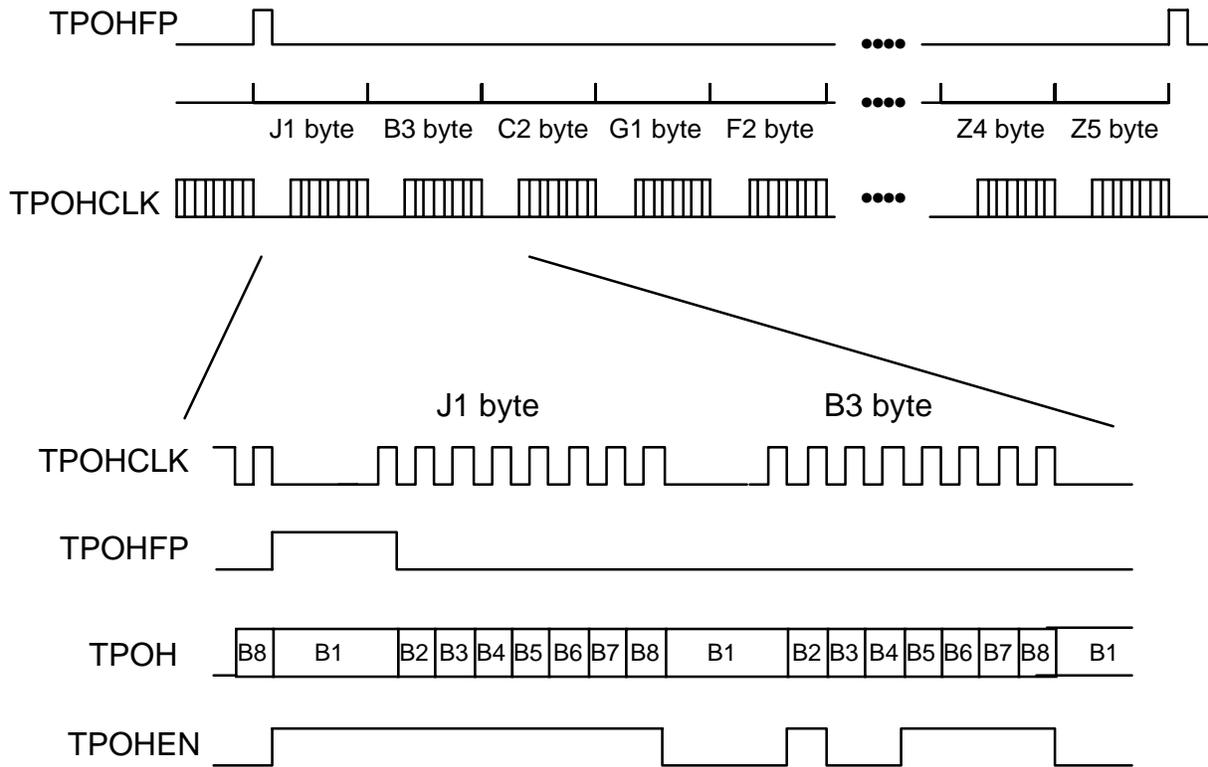 TPOHFP
J1 byte B3 byte C2 byte G1 byte F2 byte Z4 byte Z5 byte
TPOHCLK
J1 byte B3 byte
TPOHCLK
TPOHFP
TPOH B8 B1 B2 B3 B4 B5 B6 B7 B8 B1 B2 B3 B4 B5 B6 B7 B8 B1
TPOHEN